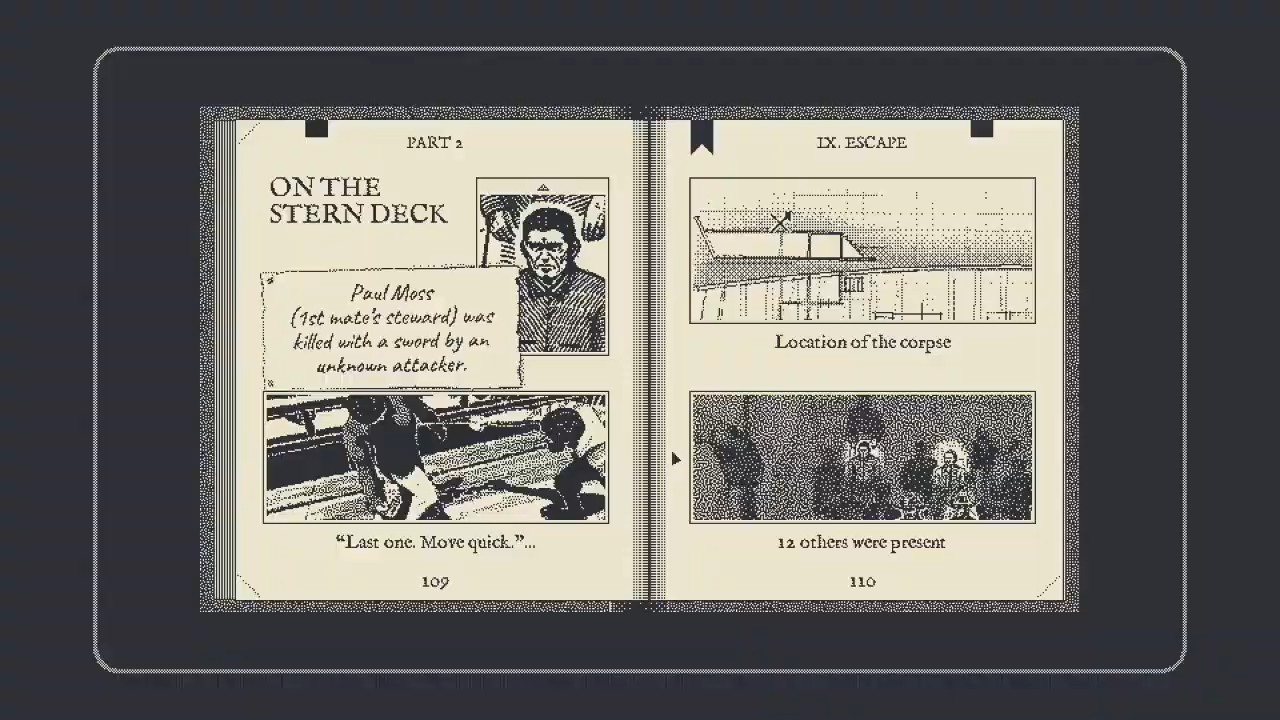 PART 2
ON THE
STERN DECK
Paul Moss
(1st mate's steward) was
killed with a sword by an
unknown attacker.
“Last one. Move quick.”...
109
IX. ESCAPE
Location of the corpse
12 others were present
110